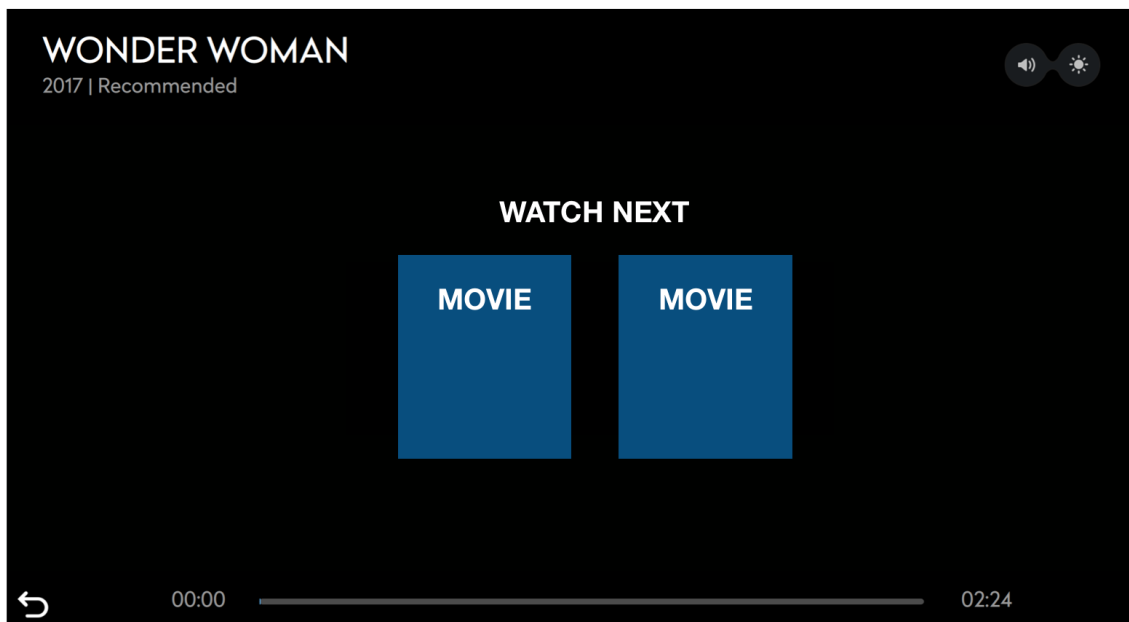 WONDER WOMAN
2017 | Recommended
WATCH NEXT
MOVIE MOVIE
00:00 02:24